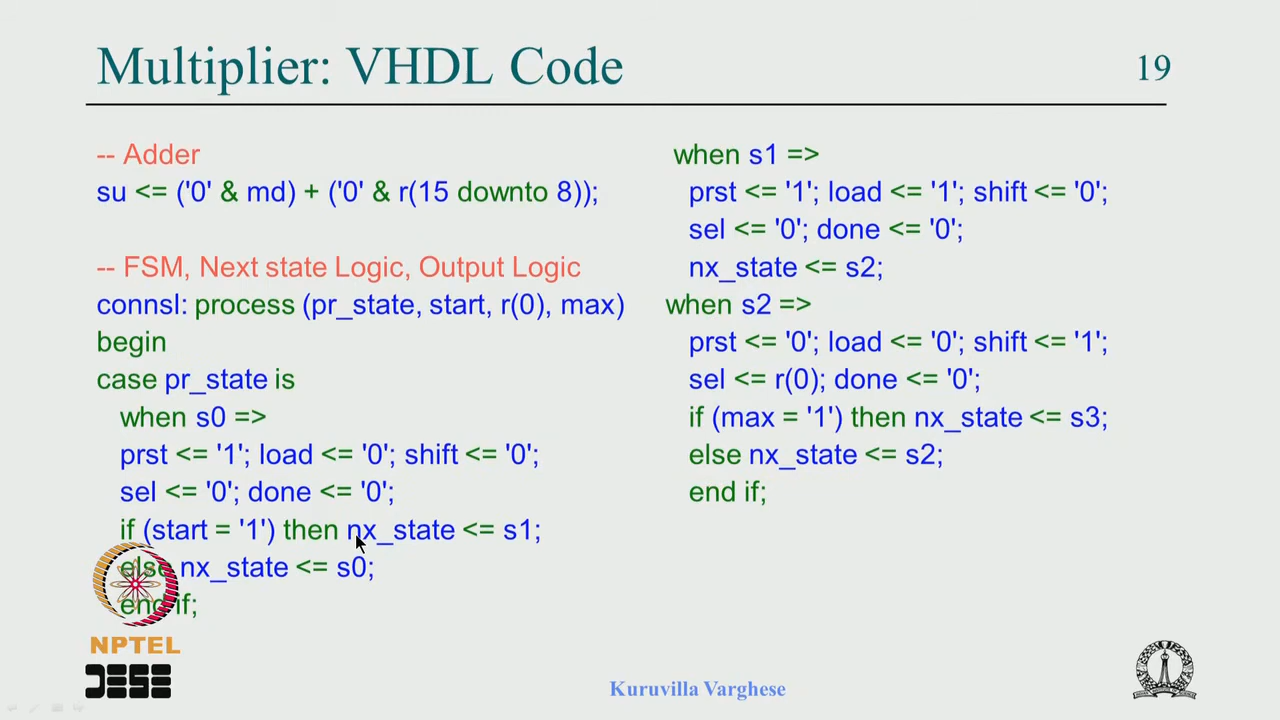 Multiplier: VHDL Code
19
-- Adder
su <= ('0' & md) + ('0' & r(15 downto 8));
-- FSM, Next state Logic, Output Logic
connsl: process (pr_state, start, r(0), max)
begin
case pr_state is
when s0 =>
prst <= '1'; load <= '0'; shift <= '0';
sel <= '0'; done <= '0';
if (start = '1') then nx_state <= s1;
else nx_state <= s0;
end if;
when s1 =>
prst <= '1'; load <= '1'; shift <= '0';
sel <= '0'; done <= '0';
nx_state <= s2;
when s2 =>
prst <= '0'; load <= '0'; shift <= '1';
sel <= r(0); done <= '0';
if (max = '1') then nx_state <= s3;
else nx_state <= s2;
end if;
NPTEL
DESE
Kuruvilla Varghese